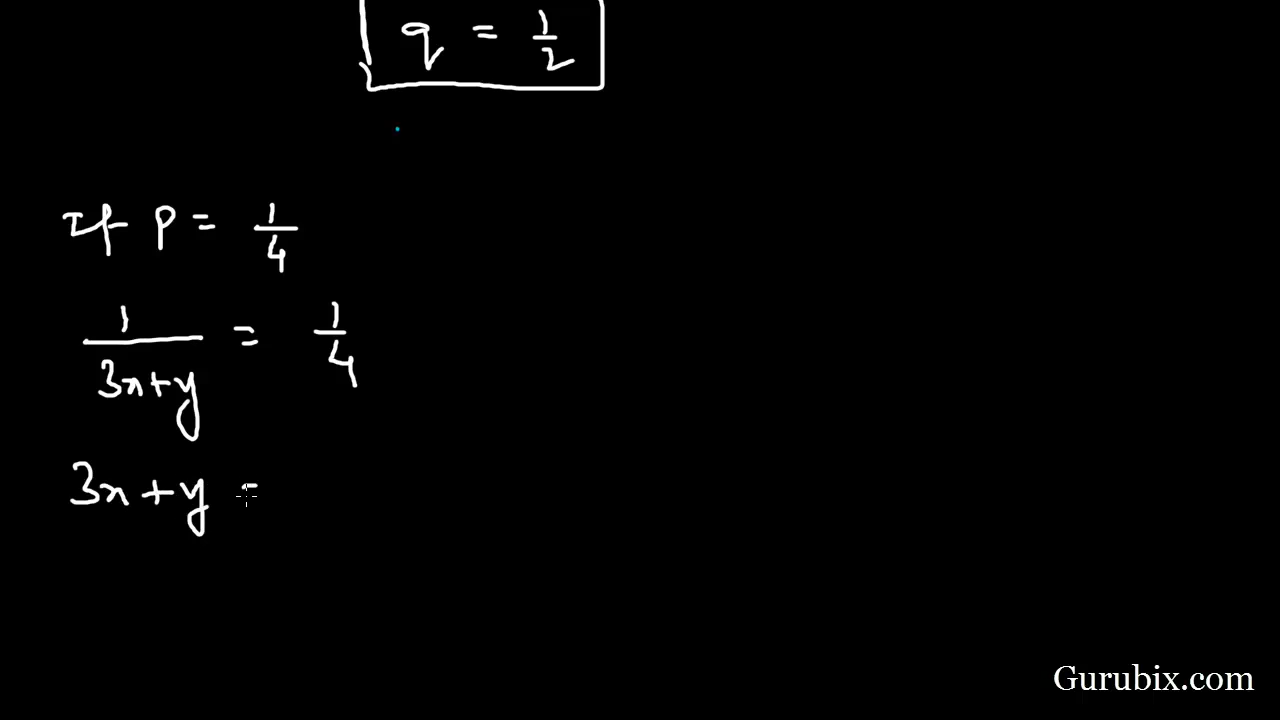 q = 1/2
If p = 1/4
1/(3x+y) = 1/4
3x + y =
Gurubix.com